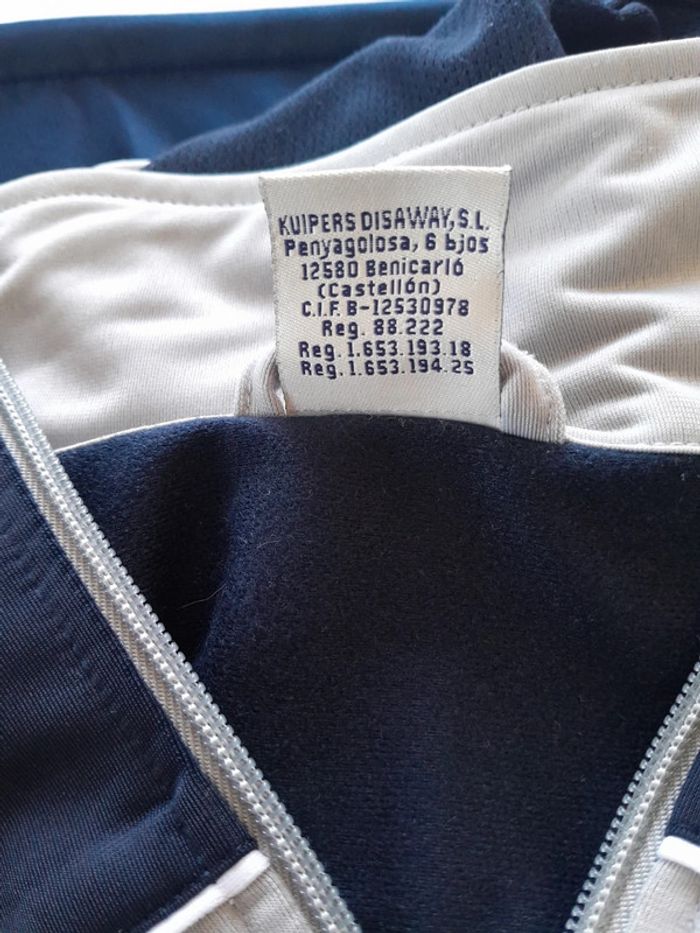 KUIPERS DISAWAY, S.L.
Penyagolosa, 6 bjos
12580 Benicarló
(Castellón)
C.I.F. B-12530978
Reg. 88.222
Reg. 1.653.193.18
Reg. 1.653.194.25